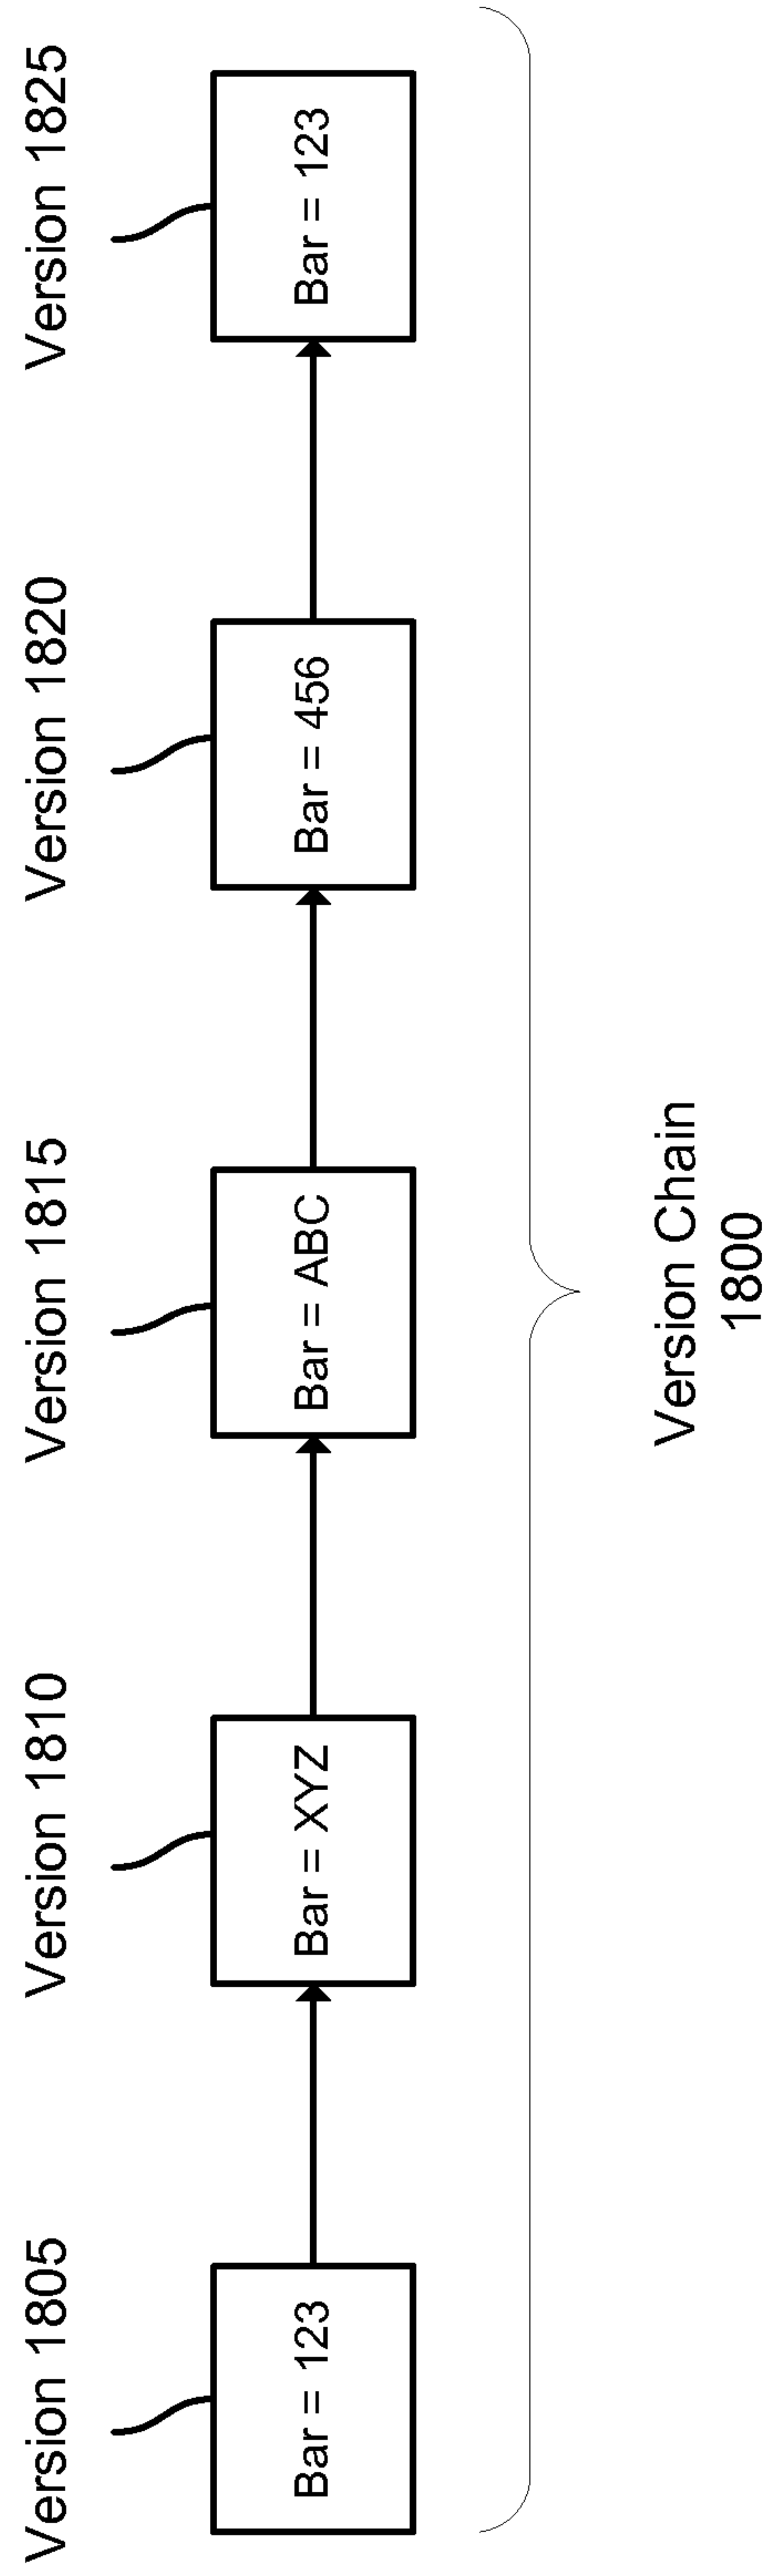 Version 1805
Version 1810
Version 1815
Version 1820
Version 1825
Bar = 123
Bar = XYZ
Bar = ABC
Bar = 456
Bar = 123
Version Chain
1800